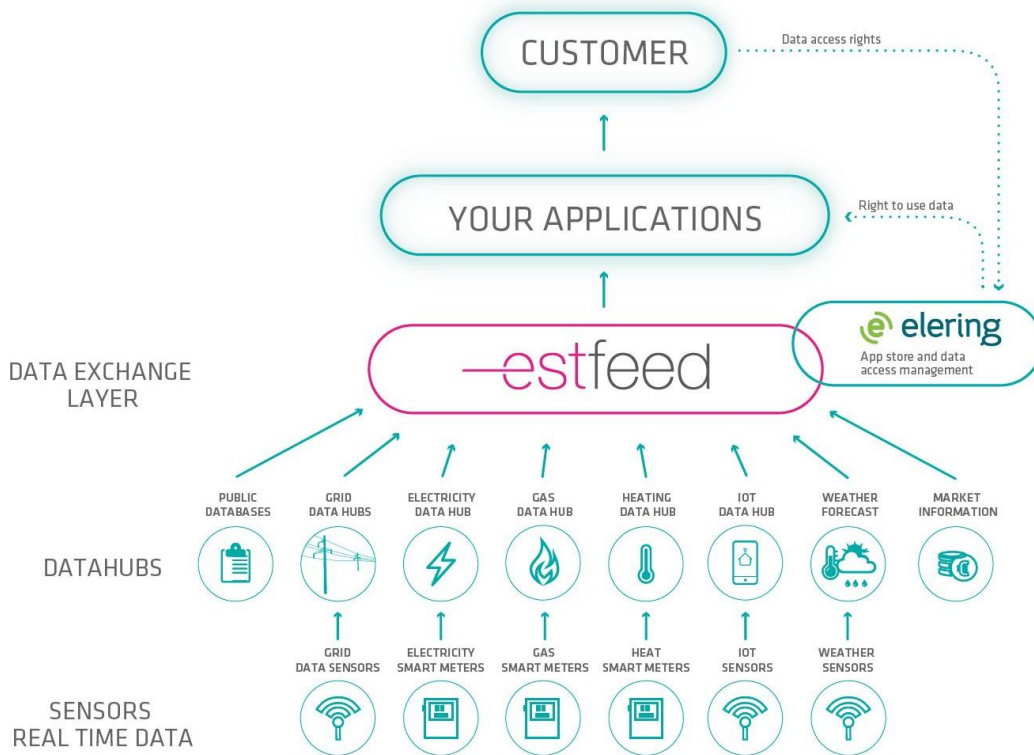 CUSTOMER
Data access rights
YOUR APPLICATIONS
Right to use data
DATA EXCHANGE
LAYER
estfeed
e elering
App store and data
access management
PUBLIC
DATABASES
GRID
DATA HUBS
ELECTRICITY
DATA HUB
GAS
DATA HUB
HEATING
DATA HUB
IOT
DATA HUB
WEATHER
FORECAST
MARKET
INFORMATION
DATAHUBS
GRID
DATA SENSORS
ELECTRICITY
SMART METERS
GAS
SMART METERS
HEAT
SMART METERS
IOT
SENSORS
WEATHER
SENSORS
SENSORS
REAL TIME DATA